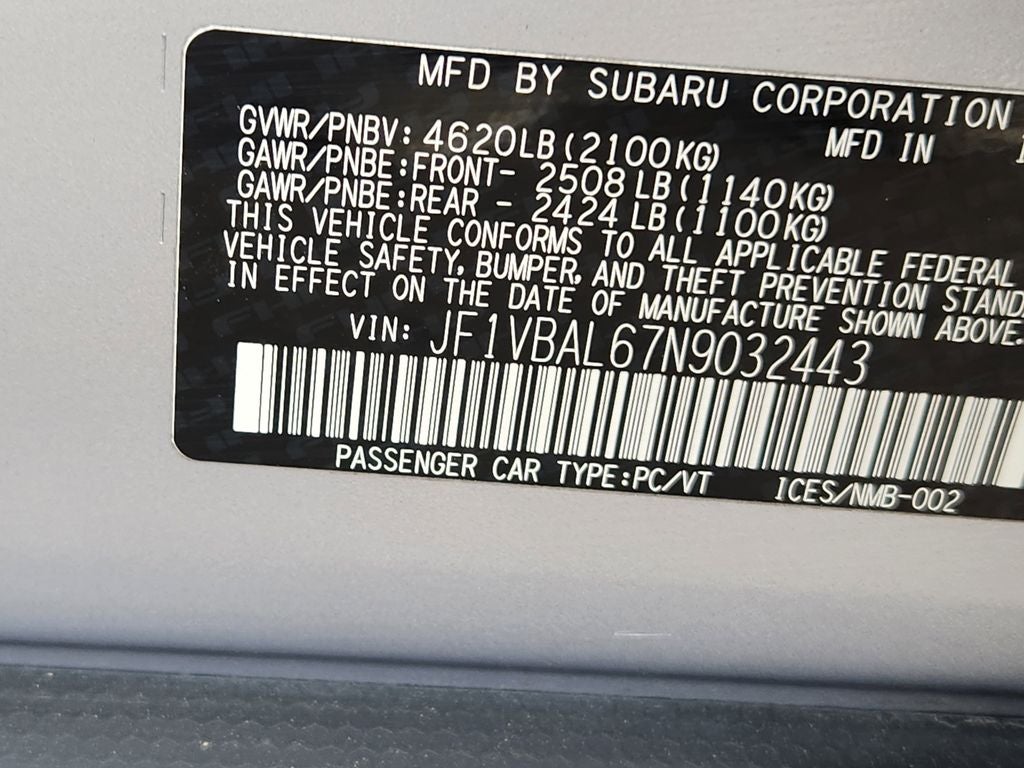 MFD BY SUBARU CORPORATION
MFD IN
GVWR/PNBV: 4620LB(2100KG)
GAWR/PNBE:FRONT- 2508LB(1140KG)
GAWR/PNBE:REAR - 2424LB(1100KG)
THIS VEHICLE CONFORMS TO ALL APPLICABLE FEDERAL
VEHICLE SAFETY, BUMPER, AND THEFT PREVENTION STAND
IN EFFECT ON THE DATE OF MANUFACTURE SHOWN ABOVE.
VIN: JF1VBAL67N9032443
PASSENGER CAR TYPE:PC/VT ICES/NMB-002